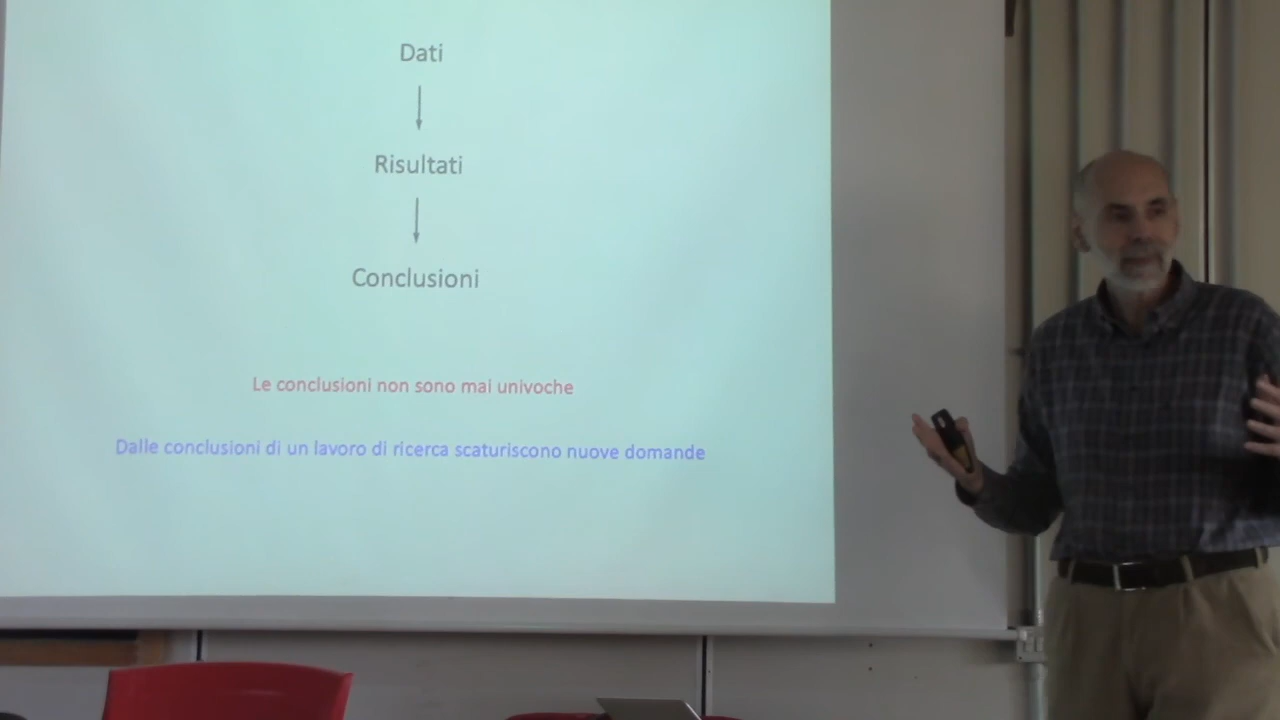 Dati
Risultati
Conclusioni
Le conclusioni non sono mai univoche
Dalle conclusioni di un lavoro di ricerca scaturiscono nuove domande